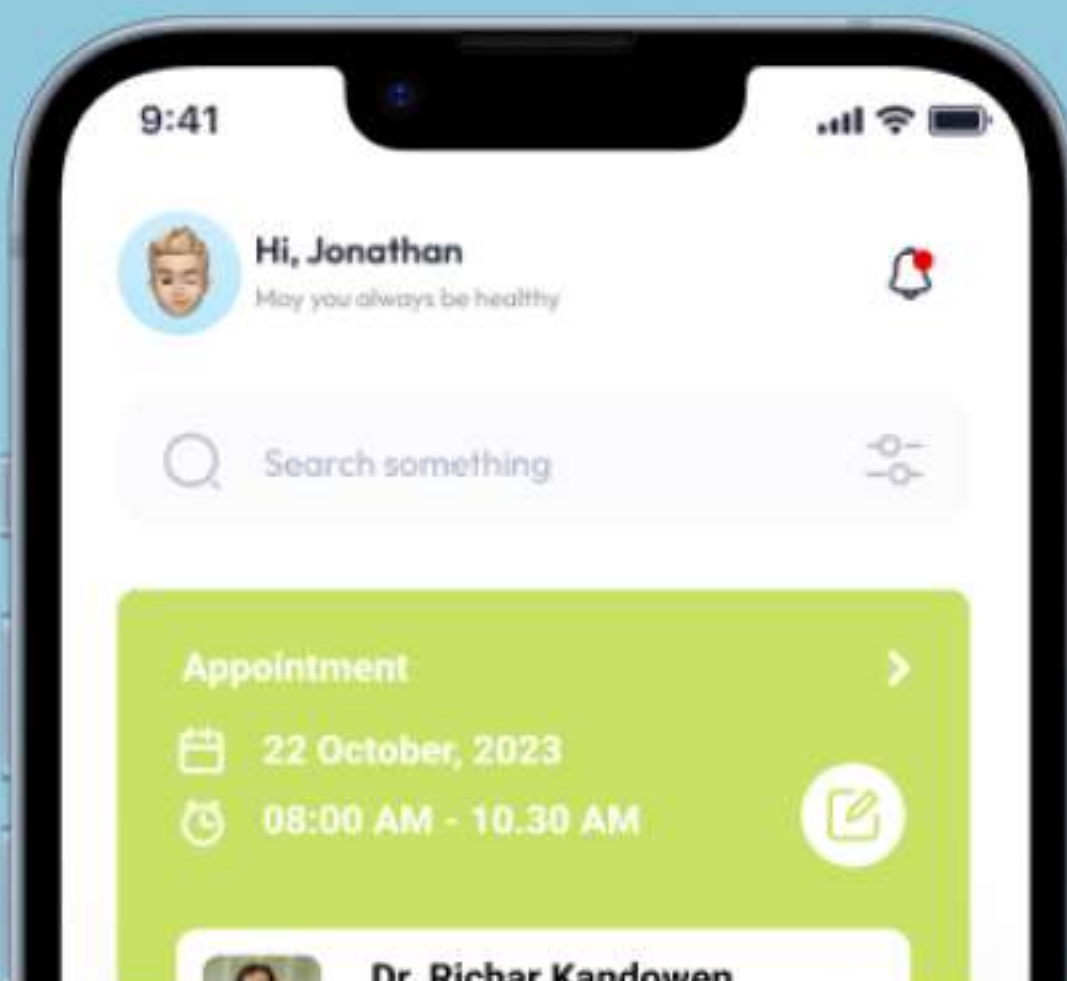 9:41
Hi, Jonathan
May you always be healthy
Search something
Appointment
22 October, 2023
08:00 AM - 10.30 AM
Dr. Richar Kandowen